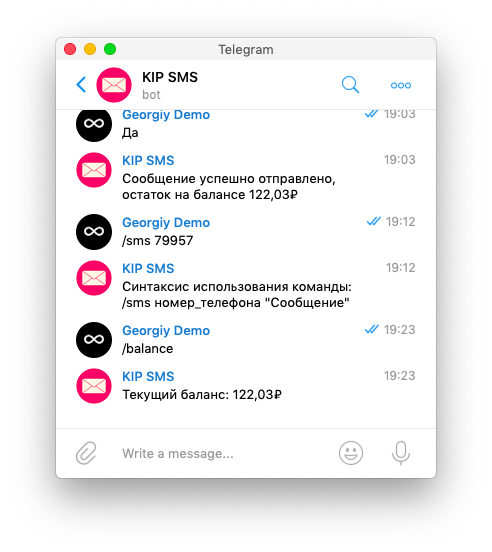 Telegram
KIP SMS
bot
Georgiy Demo 19:03
Да
KIP SMS 19:03
Сообщение успешно отправлено,
остаток на балансе 122,03₽
Georgiy Demo 19:12
/sms 79957
KIP SMS 19:12
Синтаксис использования команды:
/sms номер_телефона "Сообщение"
Georgiy Demo 19:23
/balance
KIP SMS 19:23
Текущий баланс: 122,03₽
Write a message...